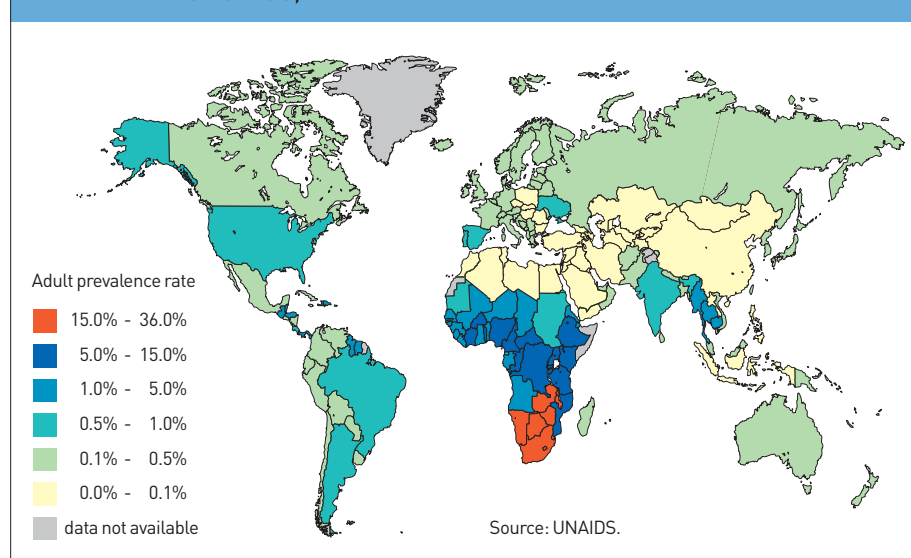 Adult prevalence rate
15.0% - 36.0%
5.0% - 15.0%
1.0% - 5.0%
0.5% - 1.0%
0.1% - 0.5%
0.0% - 0.1%
data not available
Source: UNAIDS.